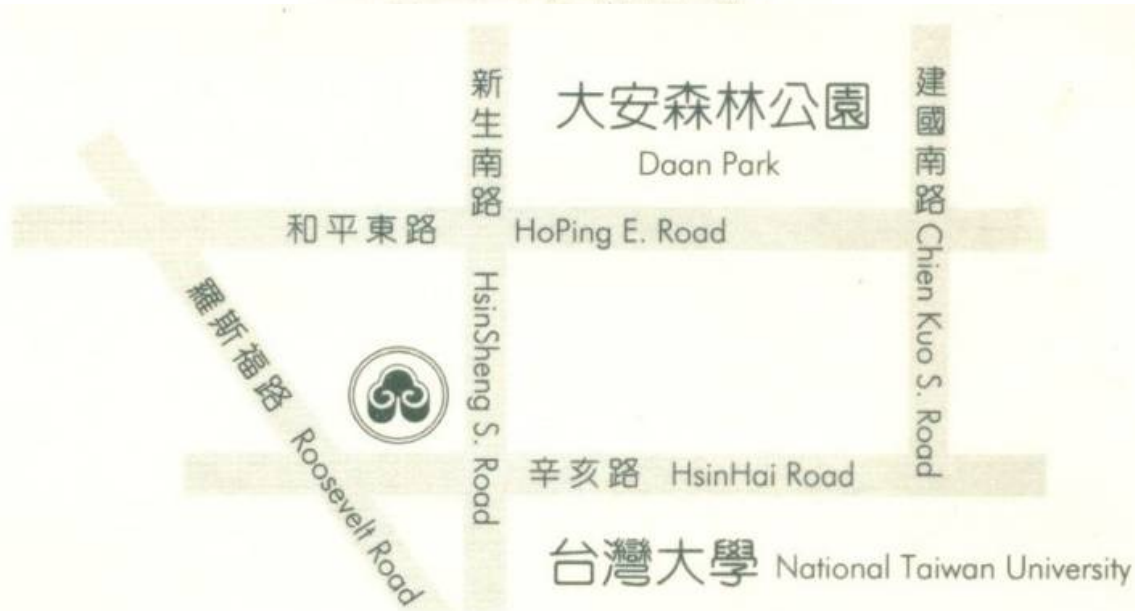 新生南路 HsinSheng S. Road
大安森林公園
Daan Park
建國南路 Chien Kuo S. Road
和平東路 HoPing E. Road
羅斯福路 Roosevelt Road
辛亥路 HsinHai Road
台灣大學 National Taiwan University